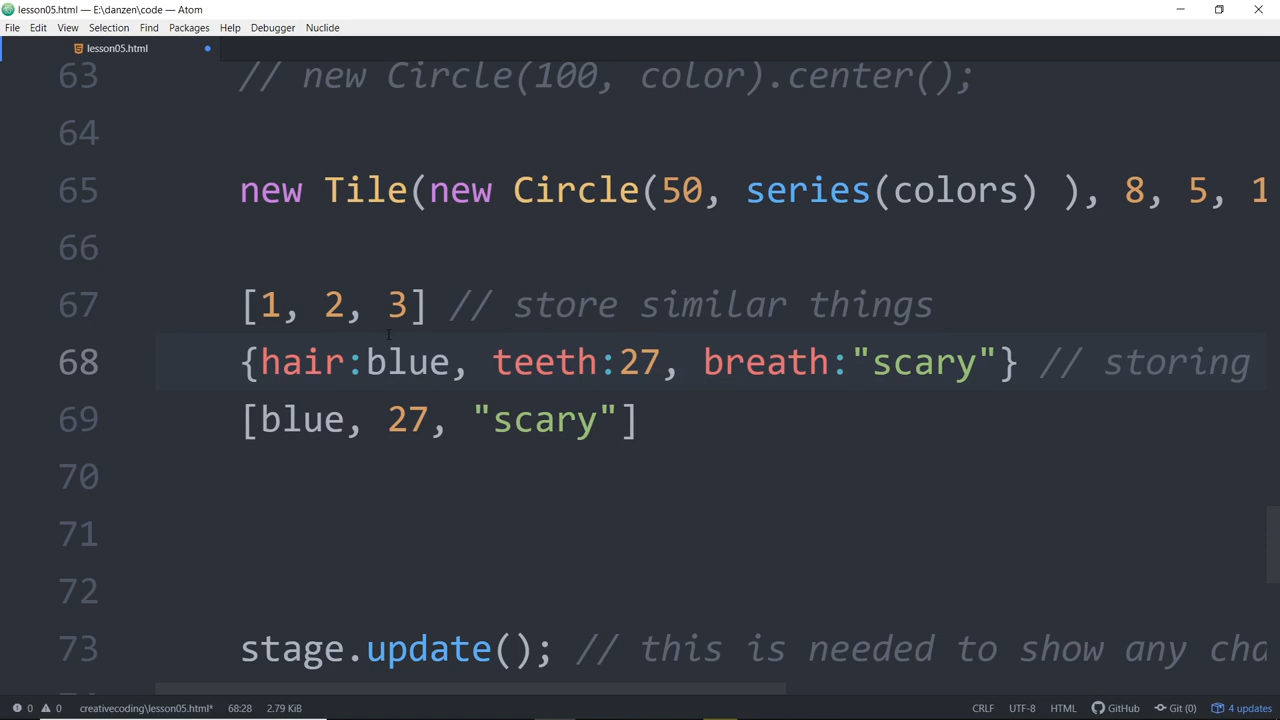 lesson05.html — E:\danzen\code — Atom
File Edit View Selection Find Packages Help Debugger Nuclide
lesson05.html
63 // new Circle(100, color).center();
64
65 new Tile(new Circle(50, series(colors) ), 8, 5, 1
66
67 [1, 2, 3] // store similar things
68 {hair:blue, teeth:27, breath:"scary"} // storing
69 [blue, 27, "scary"]
70
71
72
73 stage.update(); // this is needed to show any cha
0 0 creativecoding\lesson05.html* 68:28 2.79 KiB CRLF UTF-8 HTML GitHub Git (0) 4 updates